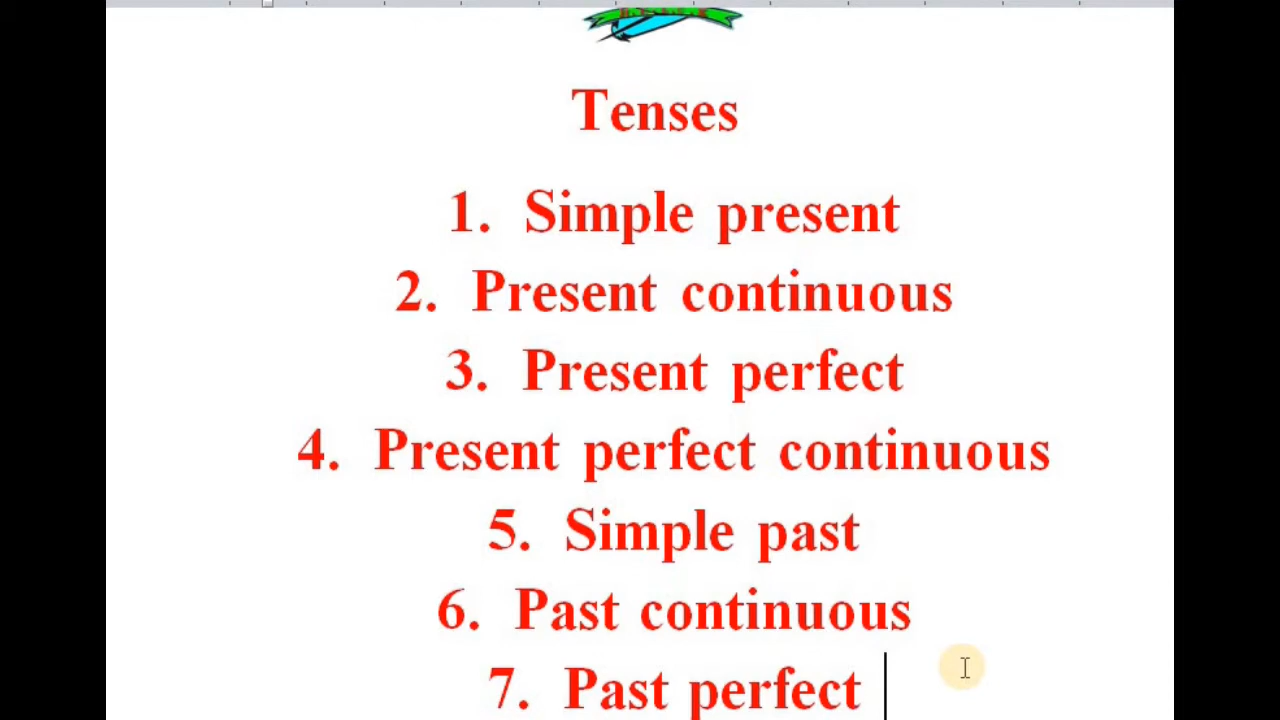 Tenses
1. Simple present
2. Present continuous
3. Present perfect
4. Present perfect continuous
5. Simple past
6. Past continuous
7. Past perfect